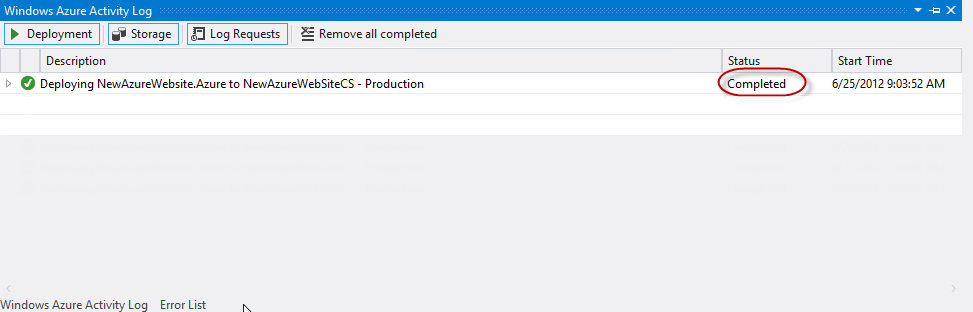 Windows Azure Activity Log
Deployment Storage Log Requests Remove all completed
Description Status Start Time
Deploying NewAzureWebsite.Azure to NewAzureWebSiteCS - Production Completed 6/25/2012 9:03:52 AM
Windows Azure Activity Log Error List